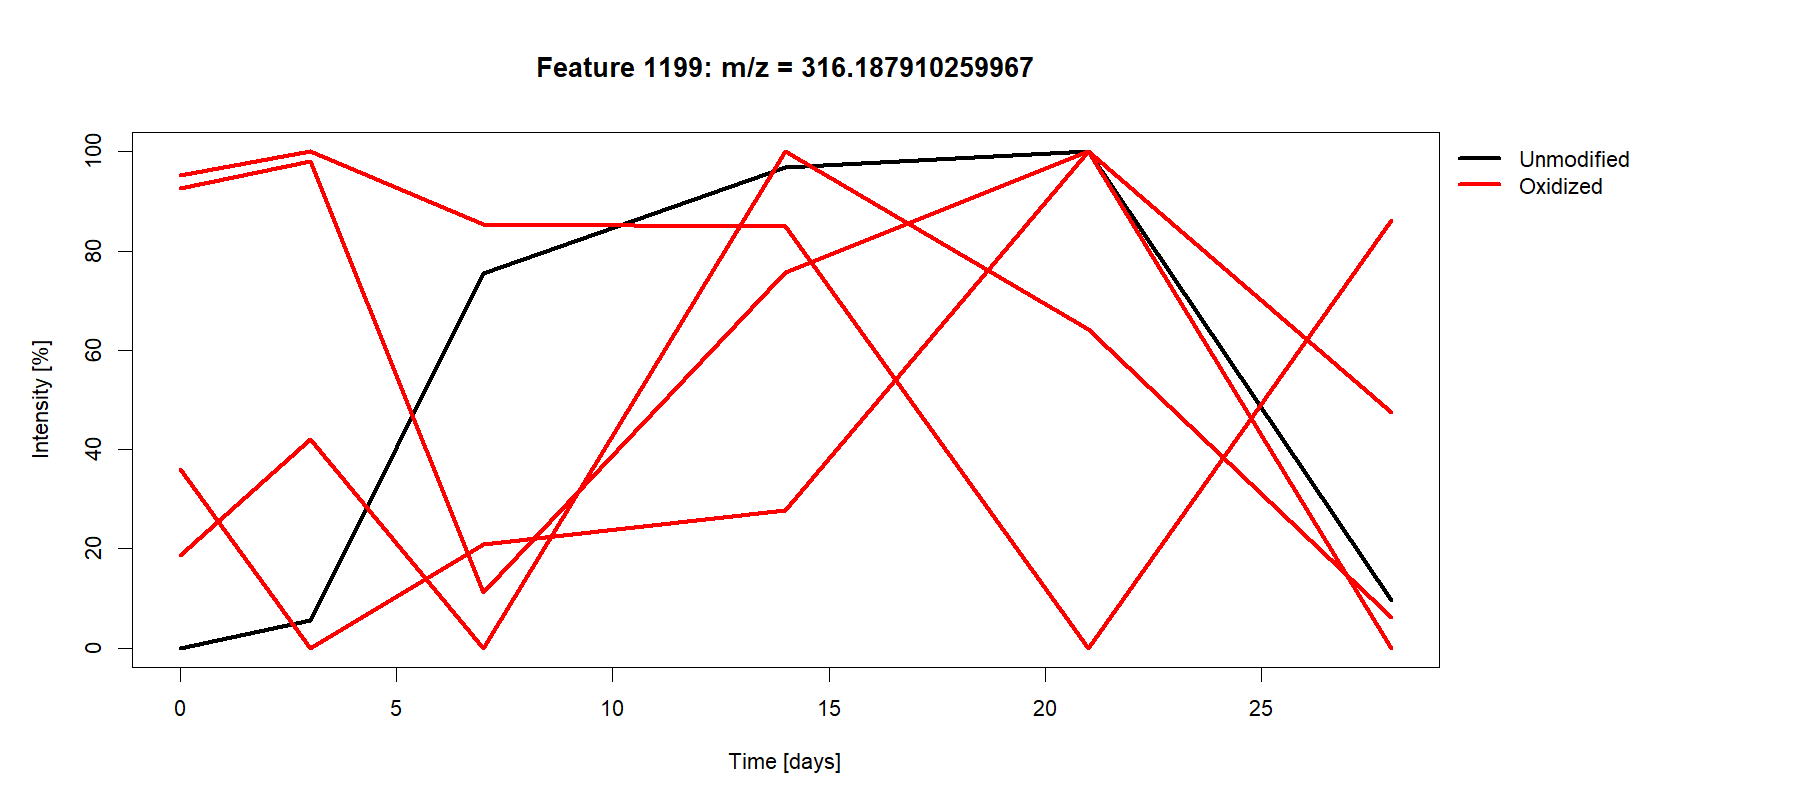 Feature 1199: m/z = 316.187910259967
Unmodified
Oxidized
Intensity [%]
100
80
60
40
20
0
0 5 10 15 20 25
Time [days]